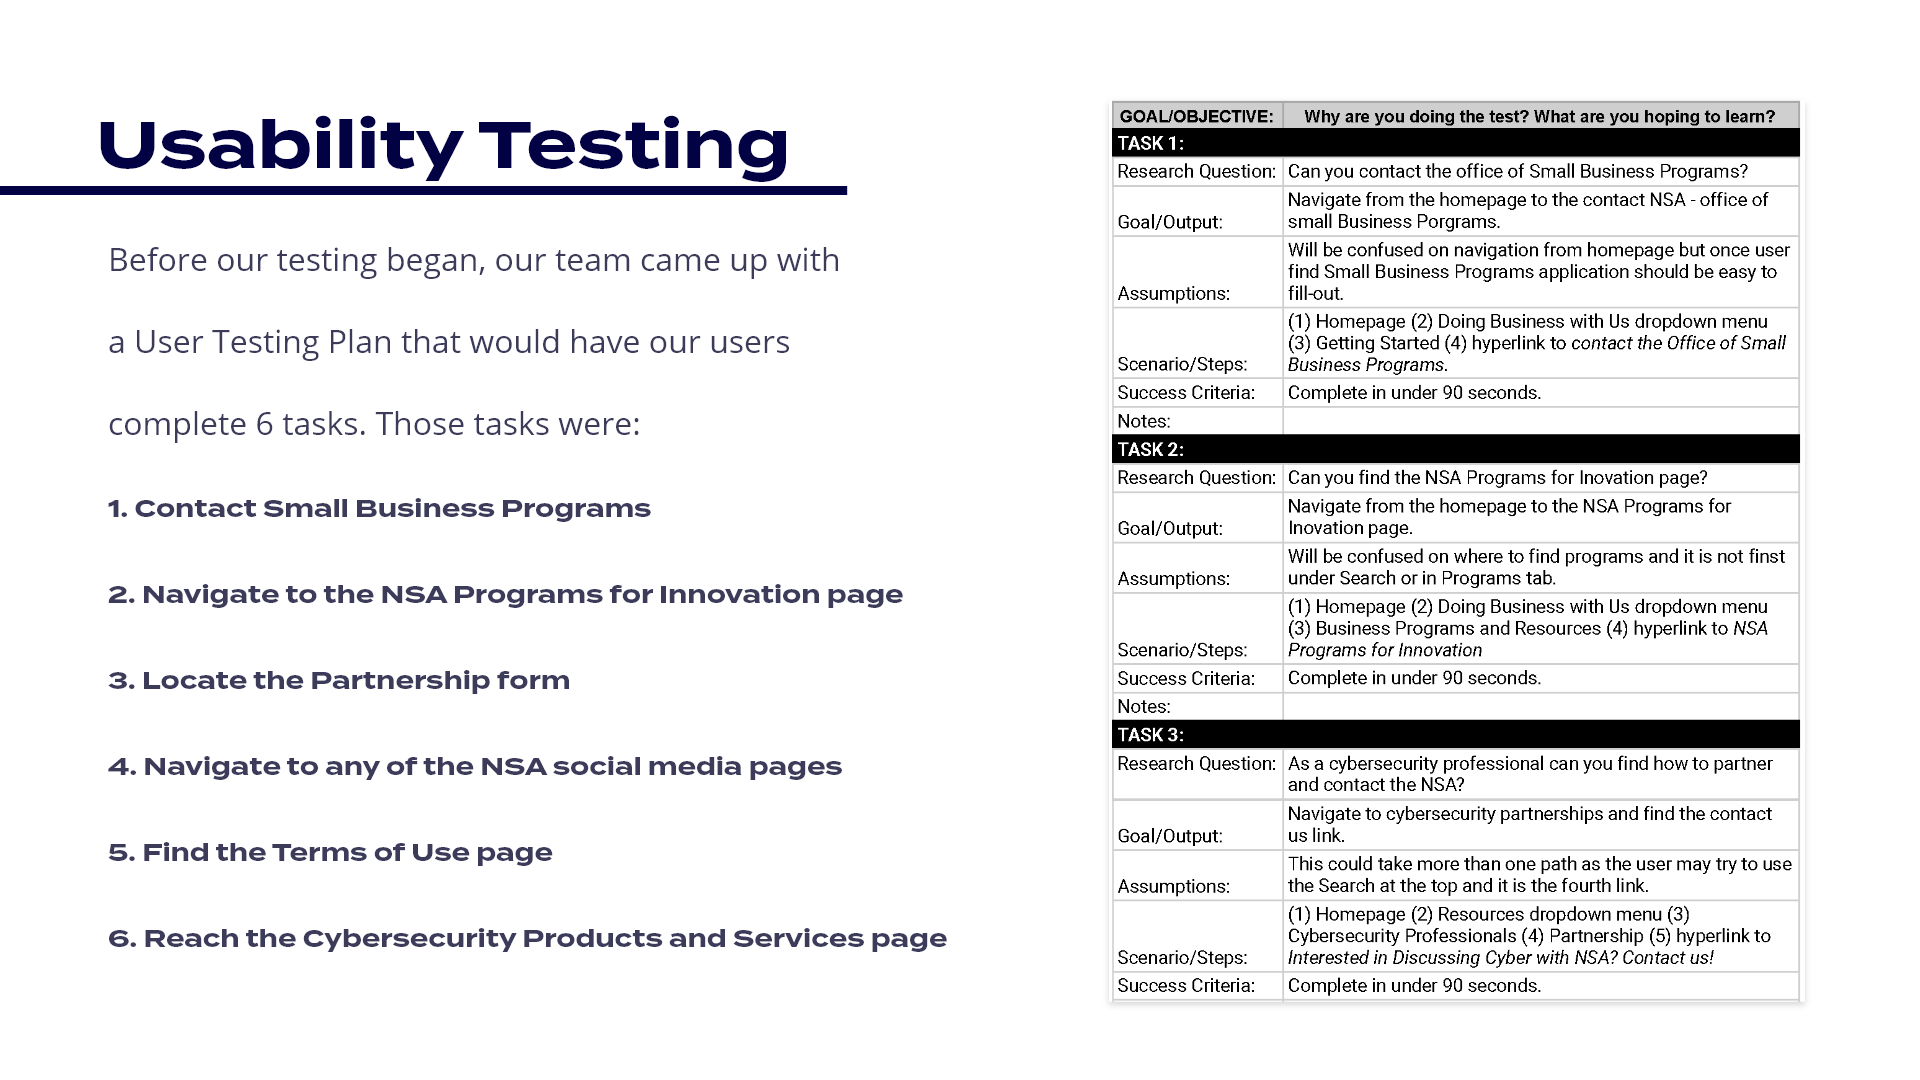 Usability Testing
Before our testing began, our team came up with
a User Testing Plan that would have our users
complete 6 tasks. Those tasks were:
1. Contact Small Business Programs
2. Navigate to the NSA Programs for Innovation page
3. Locate the Partnership form
4. Navigate to any of the NSA social media pages
5. Find the Terms of Use page
6. Reach the Cybersecurity Products and Services page
GOAL/OBJECTIVE: Why are you doing the test? What are you hoping to learn?
TASK 1:
Research Question: Can you contact the office of Small Business Programs?
Navigate from the homepage to the contact NSA - office of
Goal/Output: small Business Porgrams.
Will be confused on navigation from homepage but once user
find Small Business Programs application should be easy to
Assumptions: fill-out.
(1) Homepage (2) Doing Business with Us dropdown menu
(3) Getting Started (4) hyperlink to contact the Office of Small
Scenario/Steps: Business Programs.
Success Criteria: Complete in under 90 seconds.
Notes:
TASK 2:
Research Question: Can you find the NSA Programs for Inovation page?
Navigate from the homepage to the NSA Programs for
Goal/Output: Inovation page.
Will be confused on where to find programs and it is not finst
Assumptions: under Search or in Programs tab.
(1) Homepage (2) Doing Business with Us dropdown menu
(3) Business Programs and Resources (4) hyperlink to NSA
Scenario/Steps: Programs for Innovation
Success Criteria: Complete in under 90 seconds.
Notes:
TASK 3:
Research Question: As a cybersecurity professional can you find how to partner
and contact the NSA?
Navigate to cybersecurity partnerships and find the contact
Goal/Output: us link.
This could take more than one path as the user may try to use
Assumptions: the Search at the top and it is the fourth link.
(1) Homepage (2) Resources dropdown menu (3)
Cybersecurity Professionals (4) Partnership (5) hyperlink to
Scenario/Steps: Interested in Discussing Cyber with NSA? Contact us!
Success Criteria: Complete in under 90 seconds.